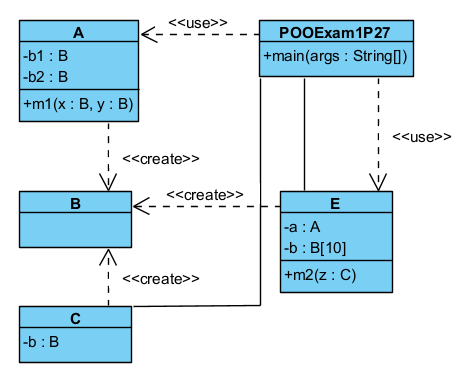 A
-b1 : B
-b2 : B
+m1(x : B, y : B)
<<use>>
POOExam1P27
+main(args : String[])
<<use>>
<<create>>
B
<<create>>
E
-a : A
-b : B[10]
+m2(z : C)
<<create>>
C
-b : B